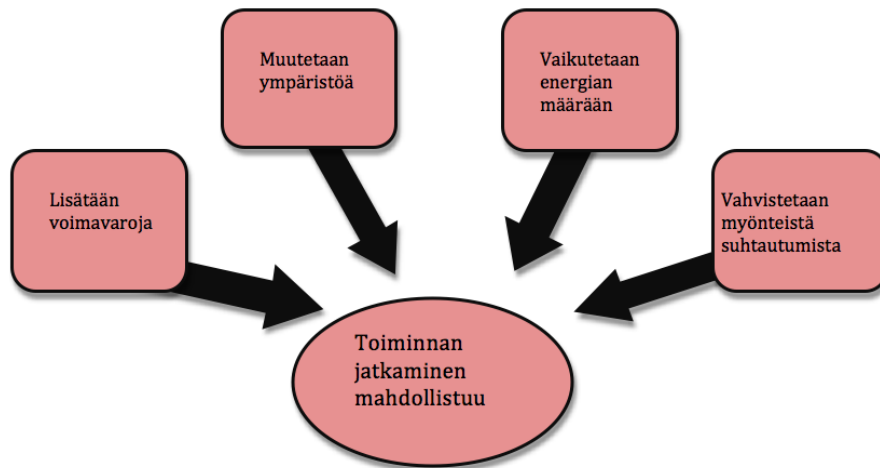 Muutetaan
ympäristöä
Vaikutetaan
energian
määrään
Lisätään
voimavaroja
Vahvistetaan
myönteistä
suhtautumista
Toiminnan
jatkaminen
mahdollistuu